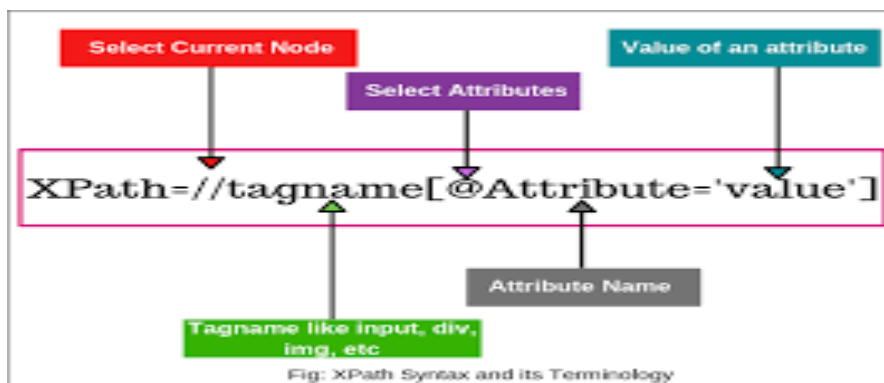 Select Current Node
Value of an attribute
Select Attributes
XPath=//tagname[@Attribute='value']
Attribute Name
Tagname like input, div,
img, etc
Fig: XPath Syntax and its Terminology